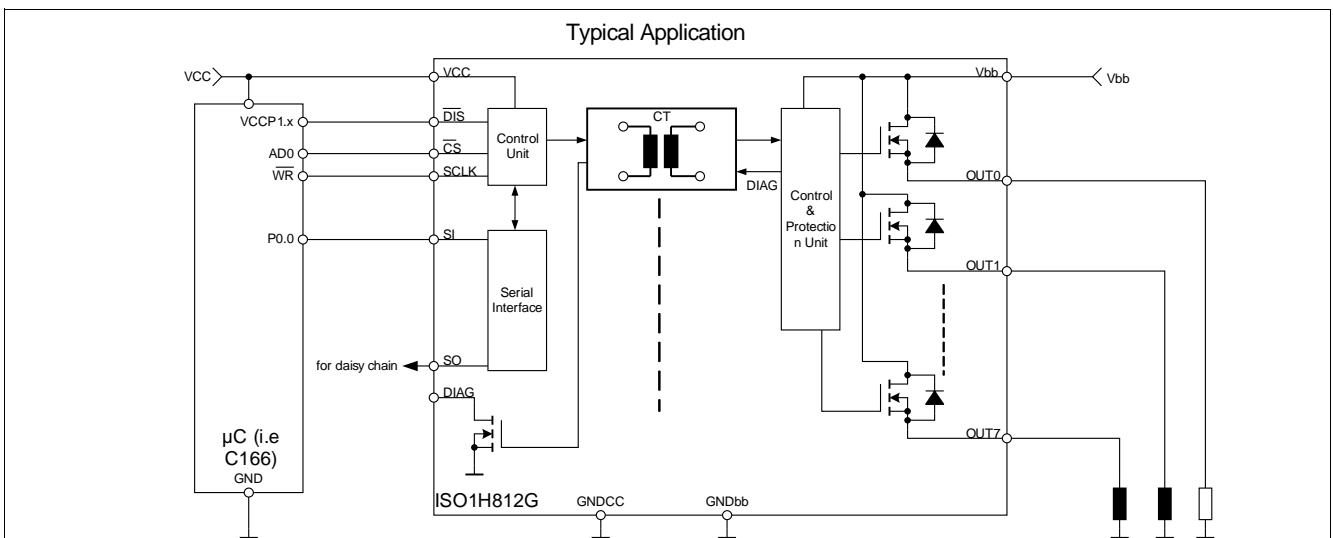 Typical Application
VCC
VCC
Vbb
Vbb
VCCP1.x
DIS
AD0
CS
WR
SCLK
Control
Unit
CT
DIAG
Control
&
Protectio
n Unit
OUT0
P0.0
SI
OUT1
Serial
Interface
for daisy chain
SO
DIAG
OUT7
µC (i.e
C166)
GND
ISO1H812G
GNDCC
GNDbb